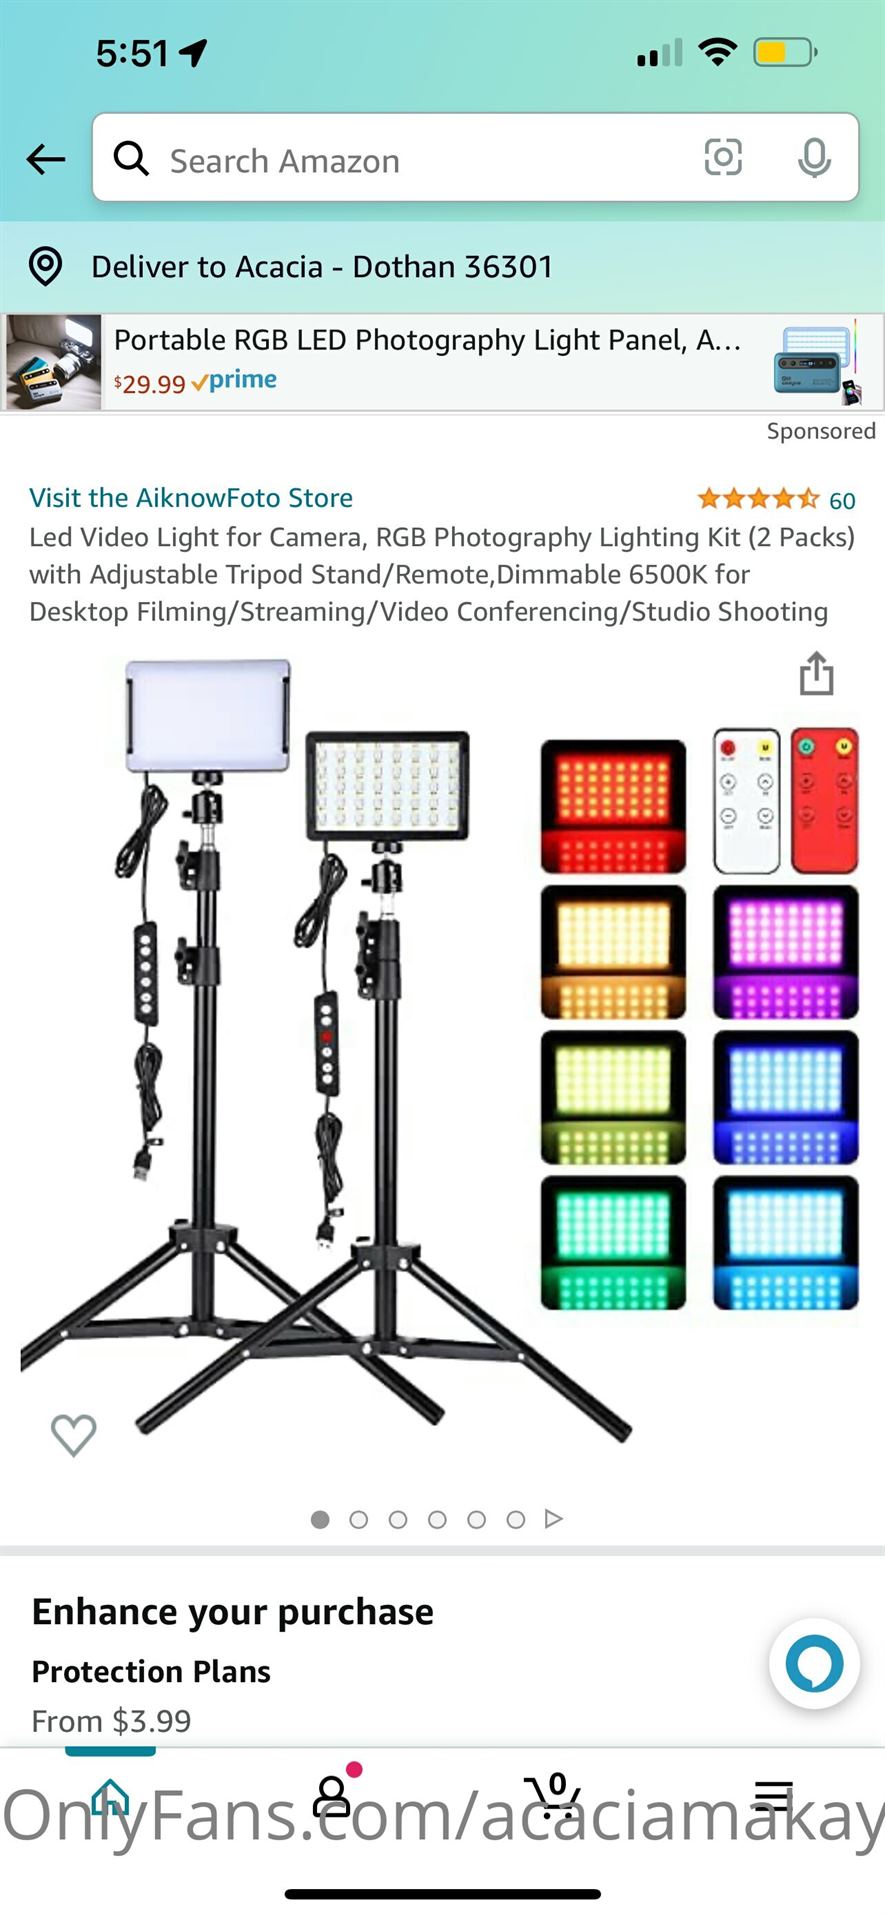 5:51
Search Amazon
Deliver to Acacia - Dothan 36301
Portable RGB LED Photography Light Panel, A...
$29.99 prime
Sponsored
Visit the AiknowFoto Store
60
Led Video Light for Camera, RGB Photography Lighting Kit (2 Packs)
with Adjustable Tripod Stand/Remote,Dimmable 6500K for
Desktop Filming/Streaming/Video Conferencing/Studio Shooting
Enhance your purchase
Protection Plans
From $3.99
0
OnlyFans.com/acaciamakay